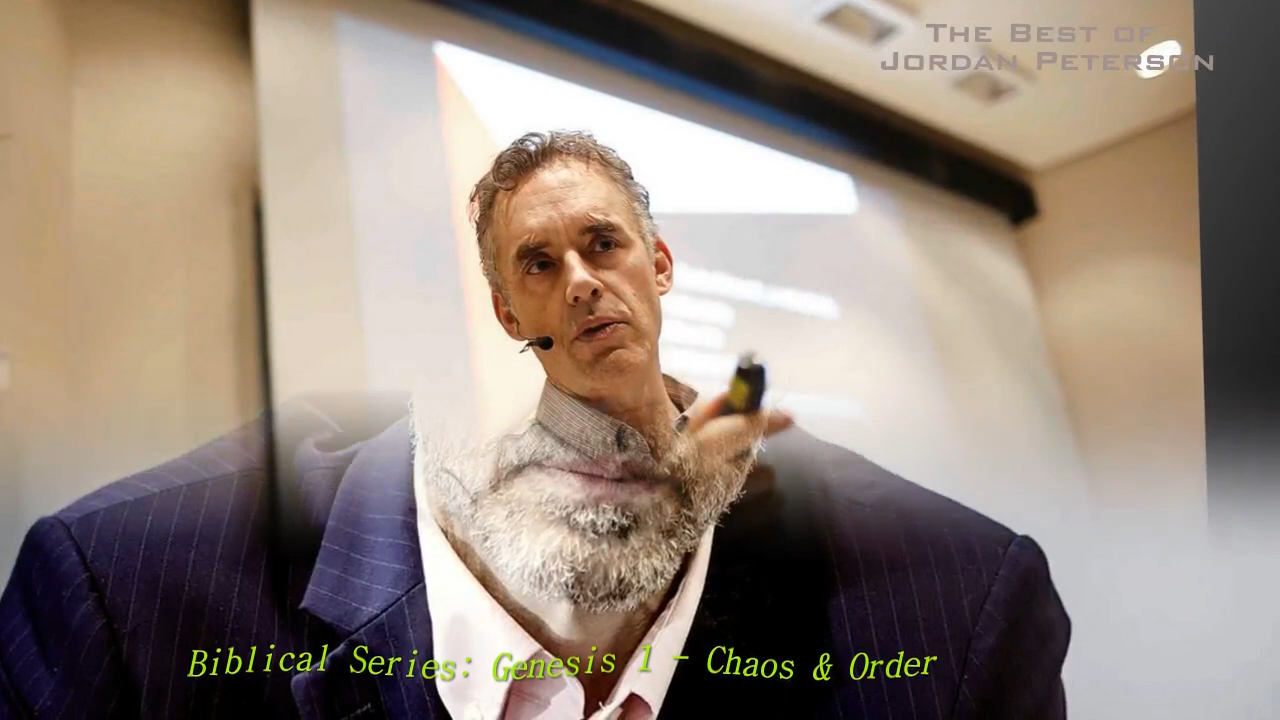 The Best of
Jordan Peterson
Biblical Series: Genesis 1 - Chaos & Order